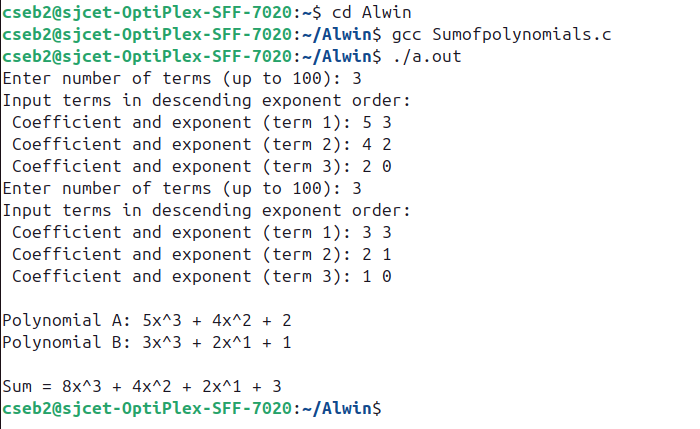 cseb2@sjcet-OptiPlex-SFF-7020:~$ cd Alwin
cseb2@sjcet-OptiPlex-SFF-7020:~/Alwin$ gcc Sumofpolynomials.c
cseb2@sjcet-OptiPlex-SFF-7020:~/Alwin$ ./a.out
Enter number of terms (up to 100): 3
Input terms in descending exponent order:
 Coefficient and exponent (term 1): 5 3
 Coefficient and exponent (term 2): 4 2
 Coefficient and exponent (term 3): 2 0
Enter number of terms (up to 100): 3
Input terms in descending exponent order:
 Coefficient and exponent (term 1): 3 3
 Coefficient and exponent (term 2): 2 1
 Coefficient and exponent (term 3): 1 0

Polynomial A: 5x^3 + 4x^2 + 2
Polynomial B: 3x^3 + 2x^1 + 1

Sum = 8x^3 + 4x^2 + 2x^1 + 3
cseb2@sjcet-OptiPlex-SFF-7020:~/Alwin$